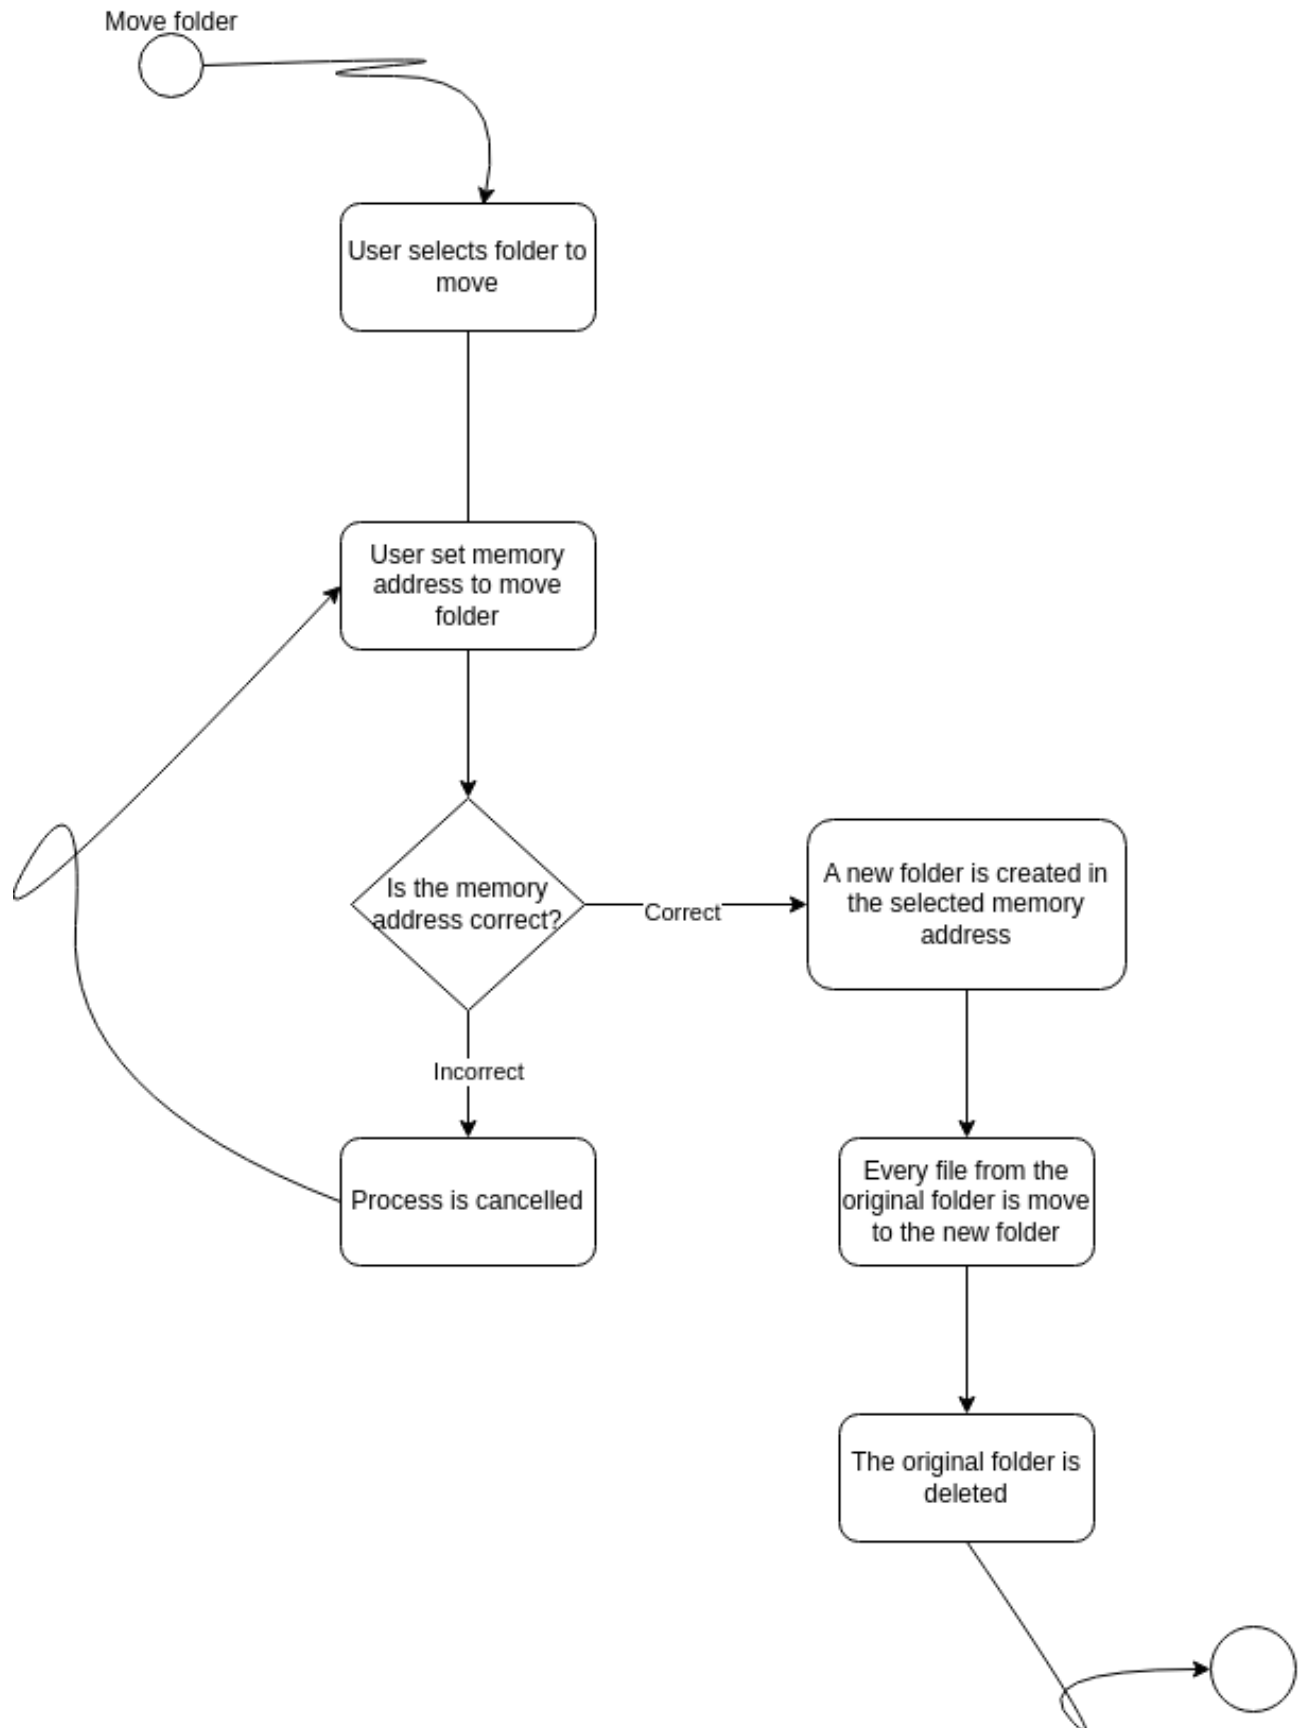 Move folder
User selects folder to
move
User set memory
address to move
folder
Is the memory
address correct?
Correct
A new folder is created in
the selected memory
address
Incorrect
Process is cancelled
Every file from the
original folder is move
to the new folder
The original folder is
deleted